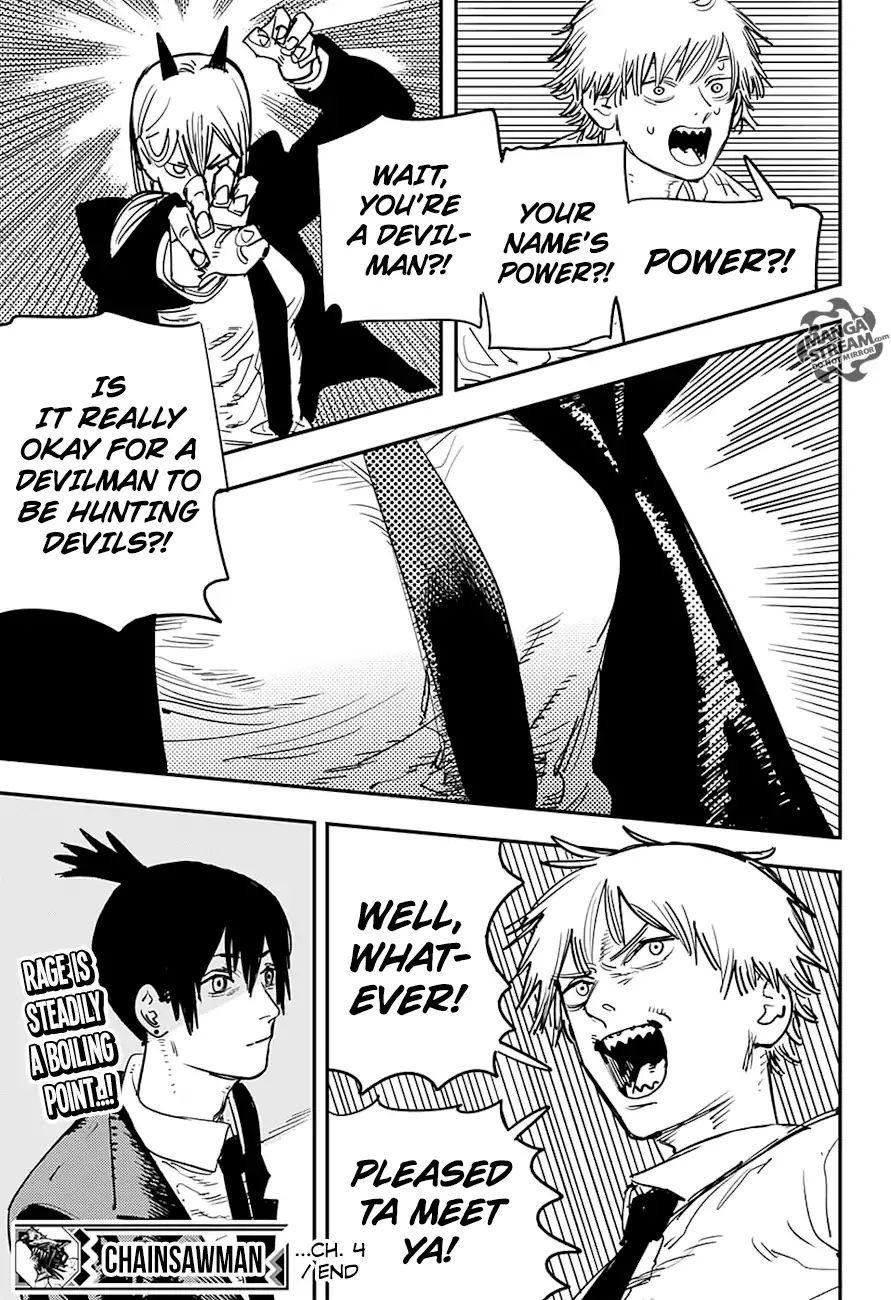 POWER?!
YOUR
NAME'S
POWER?!
WAIT,
YOU'RE
A DEVIL-
MAN?!
IS
IT REALLY
OKAY FOR A
DEVILMAN TO
BE HUNTING
DEVILS?!
MANGA
STREAM.com
DO NOT MIRROR
WELL,
WHAT-
EVER!
PLEASED
TA MEET
YA!
RAGE IS
STEADILY
A BOILING
POINT...!
CHAINSAWMAN
...CH. 4
/ END